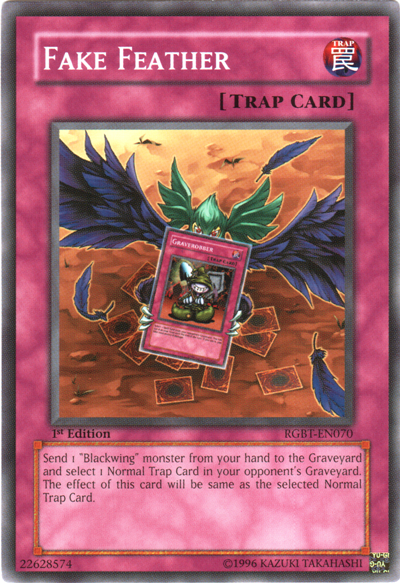 FAKE FEATHER
TRAP
罠
[TRAP CARD]
GRAVEROBBER
TRAP CARD
1st Edition
RGBT-EN070
Send 1 "Blackwing" monster from your hand to the Graveyard
and select 1 Normal Trap Card in your opponent's Graveyard.
The effect of this card will be same as the selected Normal
Trap Card.
22628574
©1996 KAZUKI TAKAHASHI